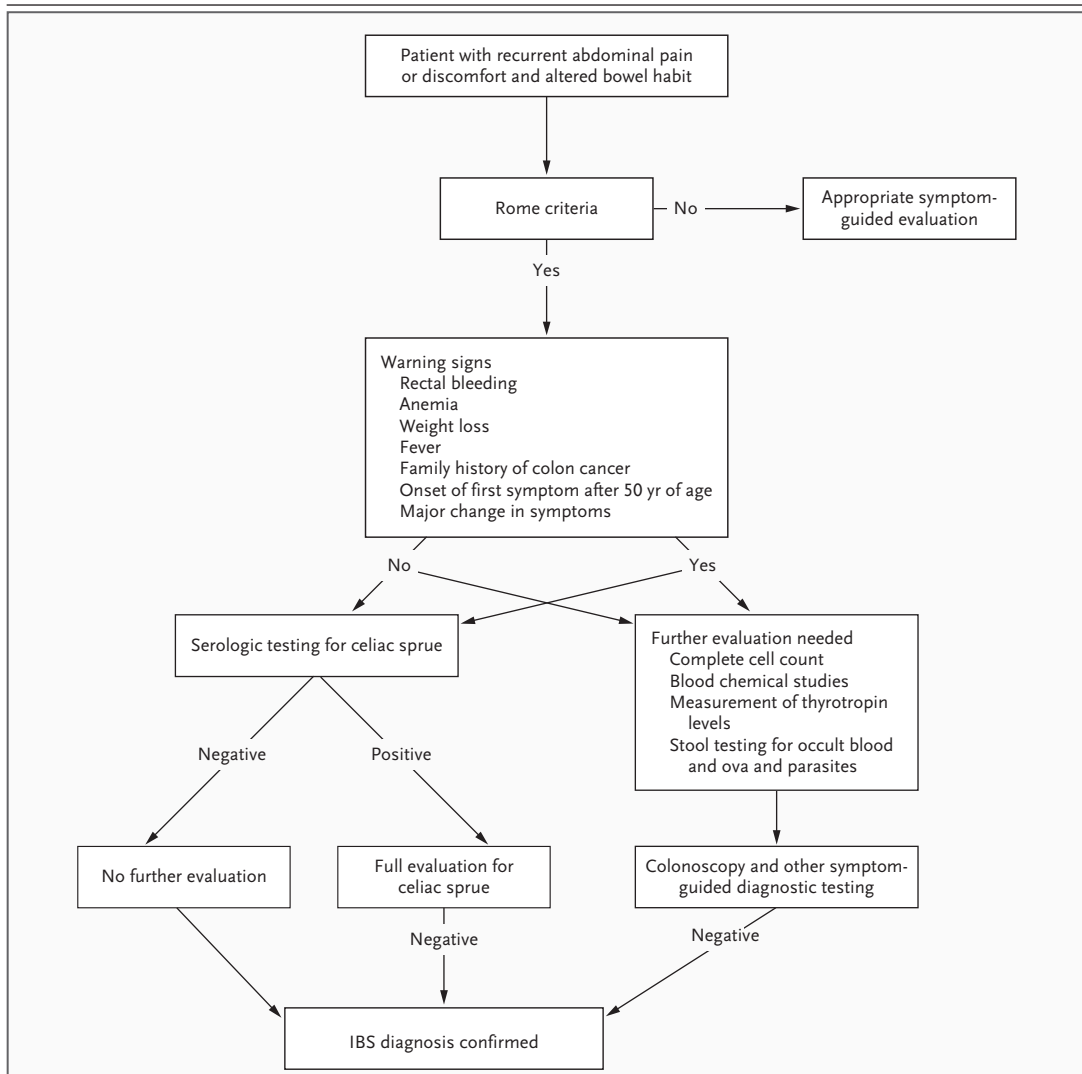 Patient with recurrent abdominal pain
or discomfort and altered bowel habit
Rome criteria
No
Appropriate symptom-
guided evaluation
Yes
Warning signs
Rectal bleeding
Anemia
Weight loss
Fever
Family history of colon cancer
Onset of first symptom after 50 yr of age
Major change in symptoms
No
Yes
Serologic testing for celiac sprue
Further evaluation needed
Complete cell count
Blood chemical studies
Measurement of thyrotropin
levels
Stool testing for occult blood
and ova and parasites
Negative
Positive
No further evaluation
Full evaluation for
celiac sprue
Colonoscopy and other symptom-
guided diagnostic testing
Negative
Negative
IBS diagnosis confirmed